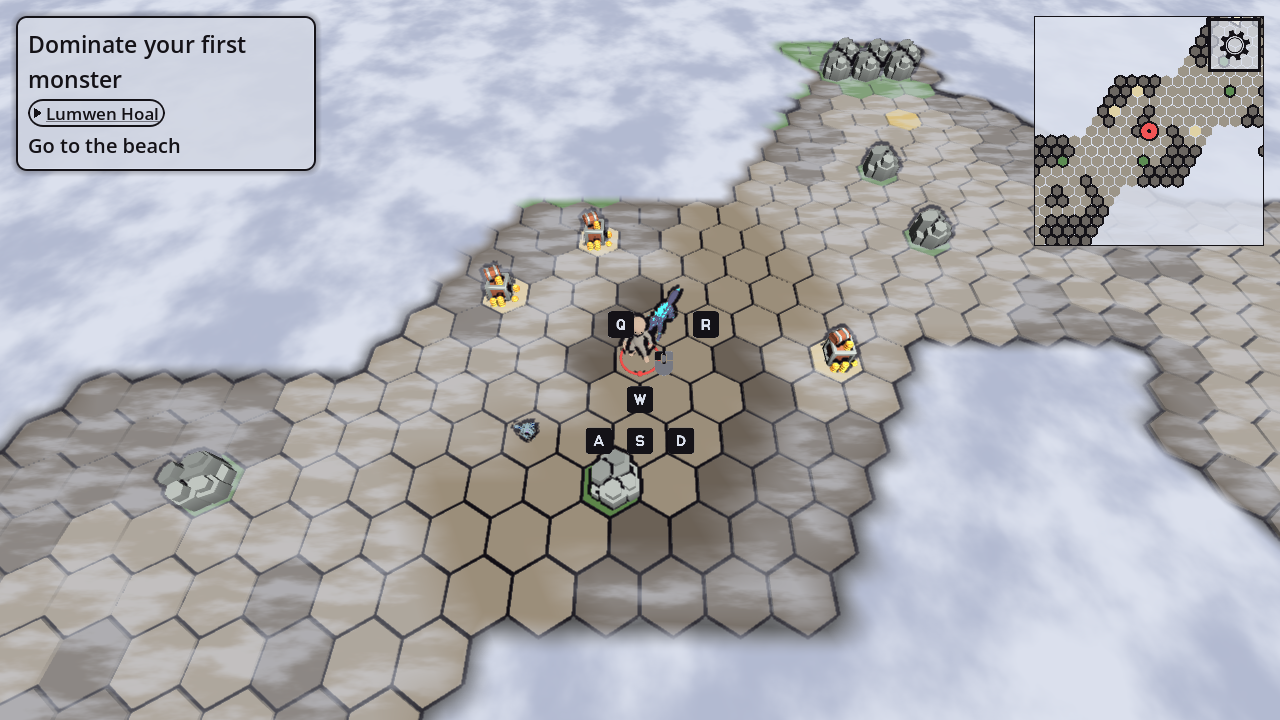 Dominate your first
monster
Lumwen Hoal
Go to the beach
Q R
W
A S D